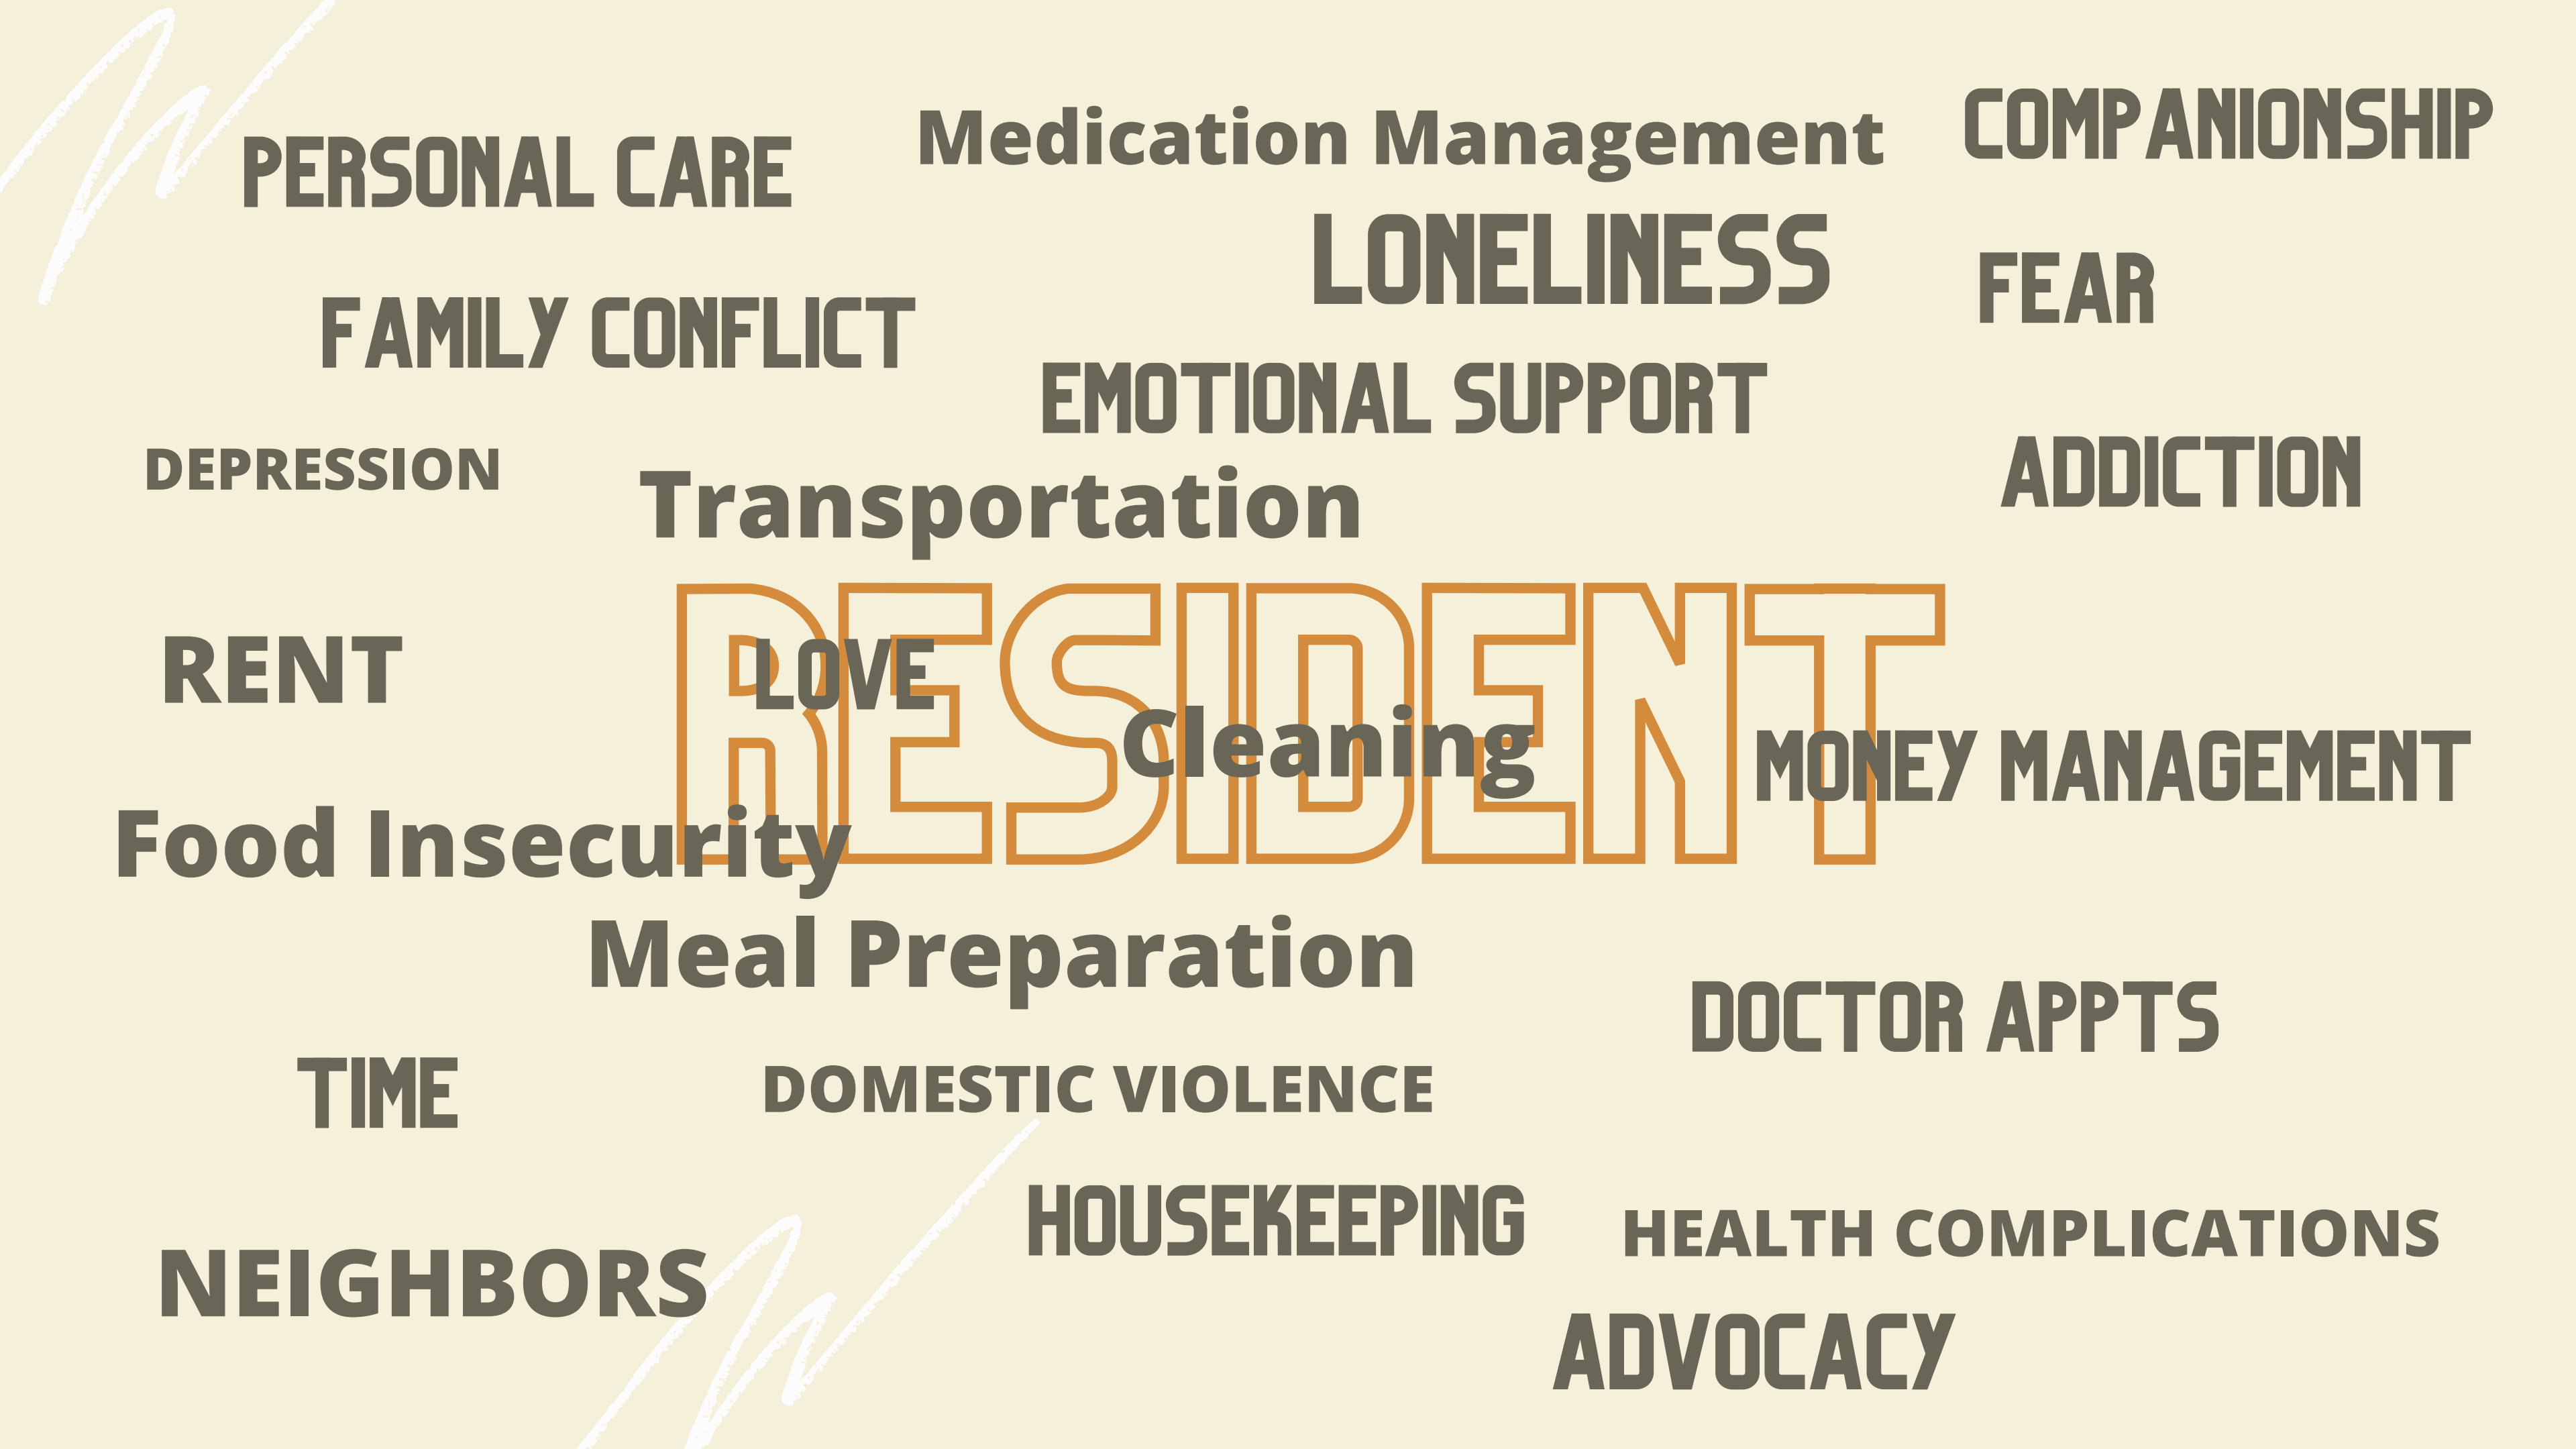 COMPANIONSHIP
Medication Management
PERSONAL CARE
LONELINESS
FEAR
FAMILY CONFLICT
EMOTIONAL SUPPORT
DEPRESSION
ADDICTION
Transportation
RESIDENT
RENT
LOVE
Cleaning
MONEY MANAGEMENT
Food Insecurity
Meal Preparation
DOCTOR APPTS
TIME
DOMESTIC VIOLENCE
HOUSEKEEPING
HEALTH COMPLICATIONS
NEIGHBORS
ADVOCACY